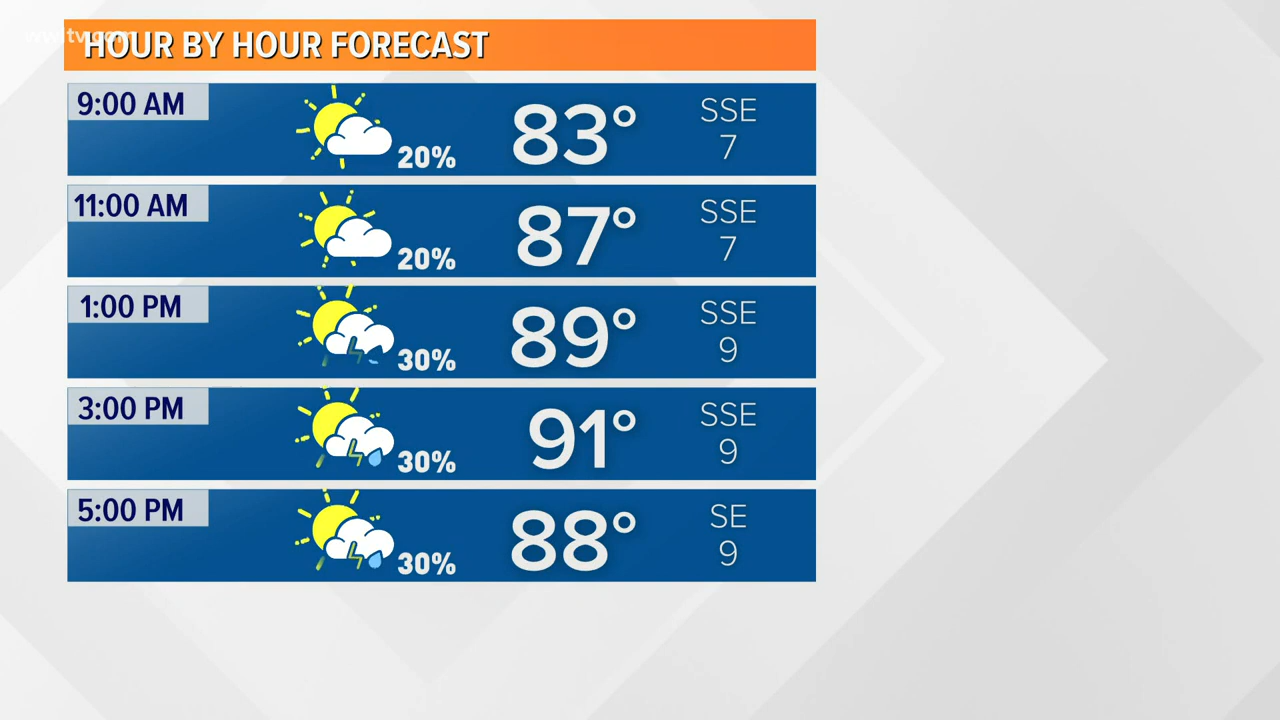 wwltv.com
HOUR BY HOUR FORECAST
9:00 AM
20%
83°
SSE
7
11:00 AM
20%
87°
SSE
7
1:00 PM
30%
89°
SSE
9
3:00 PM
30%
91°
SSE
9
5:00 PM
30%
88°
SE
9